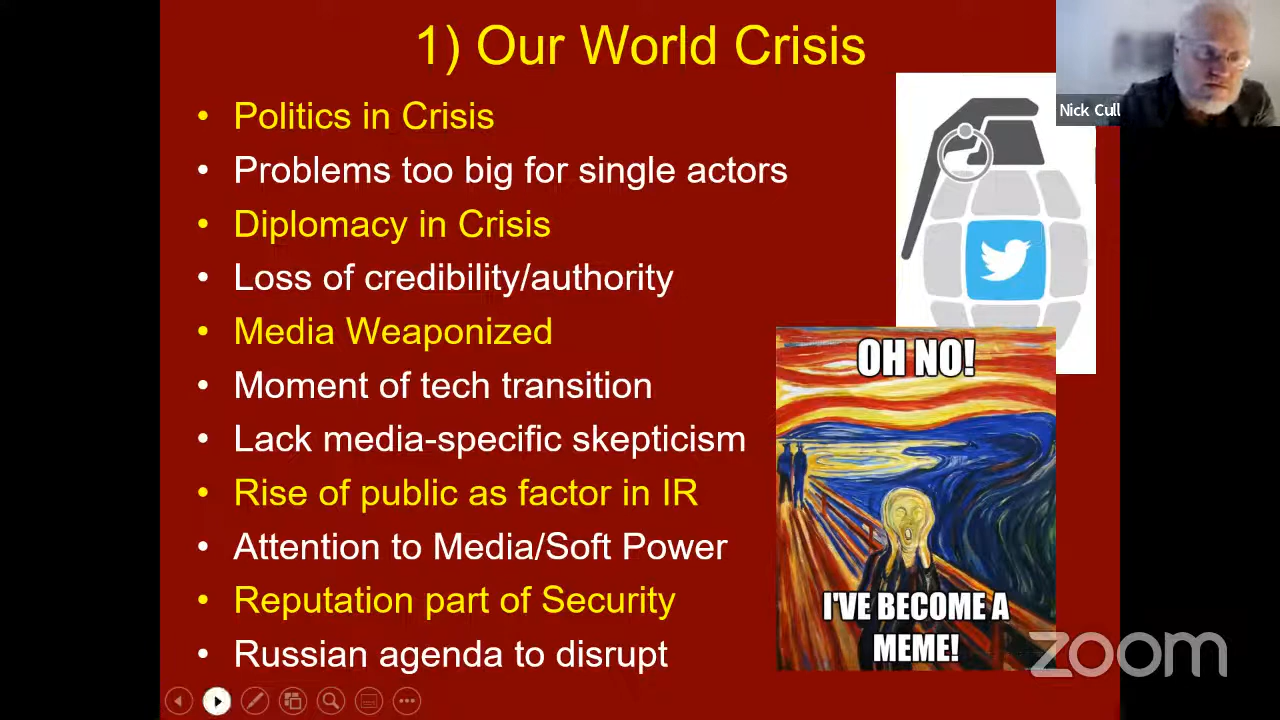 1) Our World Crisis
• Politics in Crisis
• Problems too big for single actors
• Diplomacy in Crisis
• Loss of credibility/authority
• Media Weaponized
• Moment of tech transition
• Lack media-specific skepticism
• Rise of public as factor in IR
• Attention to Media/Soft Power
• Reputation part of Security
• Russian agenda to disrupt
Nick Cull
OH NO!
I'VE BECOME A
MEME!
zoom